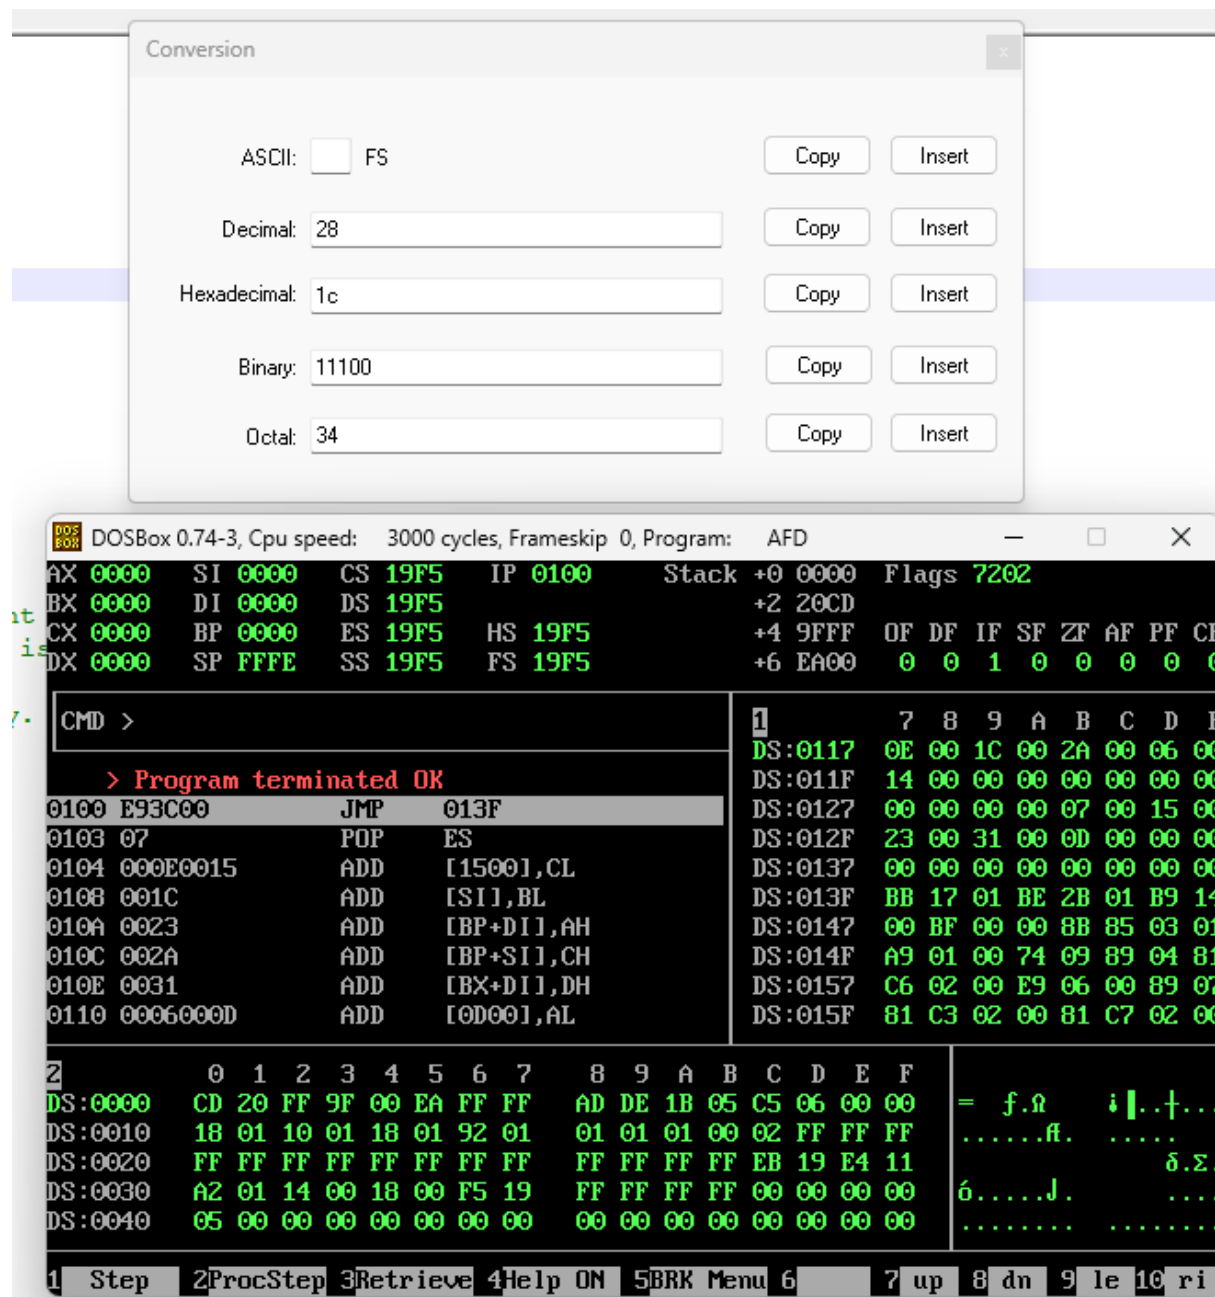 Conversion
x
ASCII: FS Copy Insert
Decimal: 28 Copy Insert
Hexadecimal: 1c Copy Insert
Binary: 11100 Copy Insert
Octal: 34 Copy Insert
DOSBox 0.74-3, Cpu speed: 3000 cycles, Frameskip 0, Program: AFD
AX 0000 SI 0000 CS 19F5 IP 0100 Stack +0 0000 Flags 7202
BX 0000 DI 0000 DS 19F5 +2 20CD
CX 0000 BP 0000 ES 19F5 HS 19F5 +4 9FFF OF DF IF SF ZF AF PF
DX 0000 SP FFFE SS 19F5 FS 19F5 +6 EA00 0 0 1 0 0 0 0
is
CMD >
> Program terminated OK
0100 E93C00 JMP 013F
0103 07 POP ES
0104 000E0015 ADD [1500],CL
0108 001C ADD [SI],BL
010A 0023 ADD [BP+DI],AH
010C 002A ADD [BP+SI],CH
010E 0031 ADD [BX+DI],DH
0110 0006000D ADD [0D00],AL
1 7 8 9 A B C D
DS:0117 0E 00 1C 00 2A 00 06 00
DS:011F 14 00 00 00 00 00 00 00
DS:0127 00 00 00 00 07 00 15 00
DS:012F 23 00 31 00 0D 00 00 00
DS:0137 00 00 00 00 00 00 00 00
DS:013F BB 17 01 BE 2B 01 B9 14
DS:0147 00 BF 00 00 8B 85 03 01
DS:014F A9 01 00 74 09 89 04 81
DS:0157 C6 02 00 E9 06 00 89 07
DS:015F 81 C3 02 00 81 C7 02 00
2 0 1 2 3 4 5 6 7 8 9 A B C D E F
DS:0000 CD 20 FF 9F 00 EA FF FF AD DE 1B 05 C5 06 00 00 = ƒ.Ω ¡▐..┼...
DS:0010 18 01 10 01 18 01 92 01 01 01 01 00 02 FF FF FF ......Æ. .....
DS:0020 FF FF FF FF FF FF FF FF FF FF FF FF EB 19 E4 11 δ.Σ.
DS:0030 A2 01 14 00 18 00 F5 19 FF FF FF FF 00 00 00 00 ó.....⌡. ....
DS:0040 05 00 00 00 00 00 00 00 00 00 00 00 00 00 00 00 ........ .......
1 Step 2ProcStep 3Retrieve 4Help ON 5BRK Menu 6 7 up 8 dn 9 le 10 ri